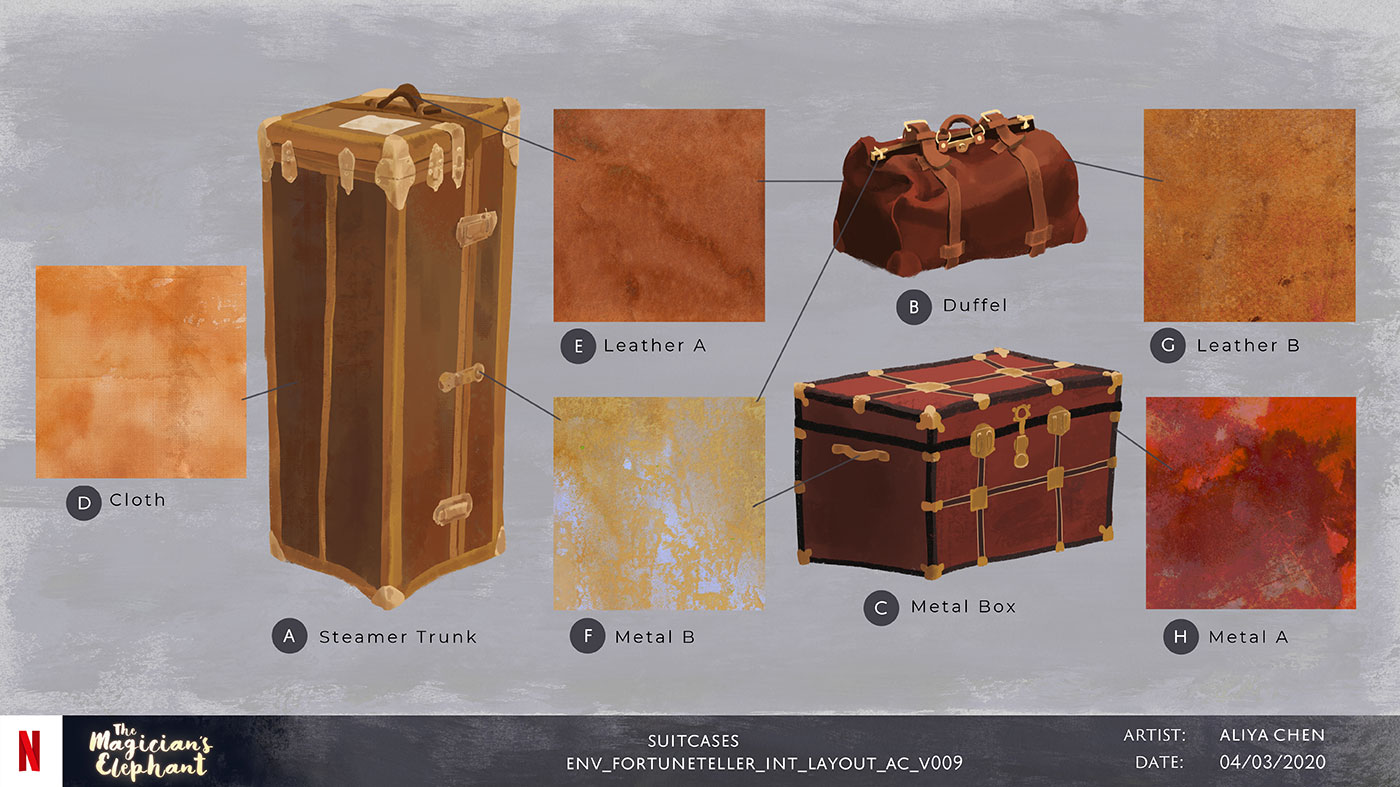 E Leather A
B Duffel
G Leather B
D Cloth
A Steamer Trunk
F Metal B
C Metal Box
H Metal A
N
The
Magician's
Elephant
SUITCASES
ENV_FORTUNETELLER_INT_LAYOUT_AC_V009
ARTIST: ALIYA CHEN
DATE: 04/03/2020